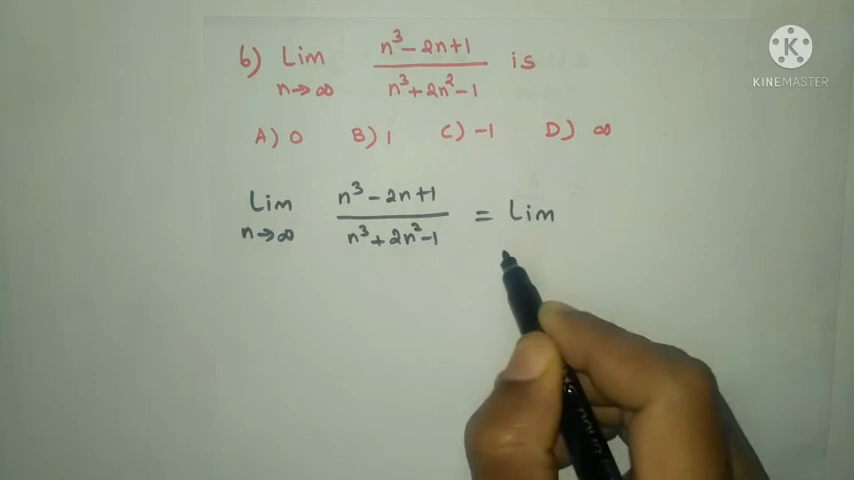 6) Lim n→∞ n³-2n+1 / n³+2n²-1 is
A) 0 B) 1 C) -1 D) ∞
Lim n→∞ n³-2n+1 / n³+2n²-1 = Lim
K
KINEMASTER